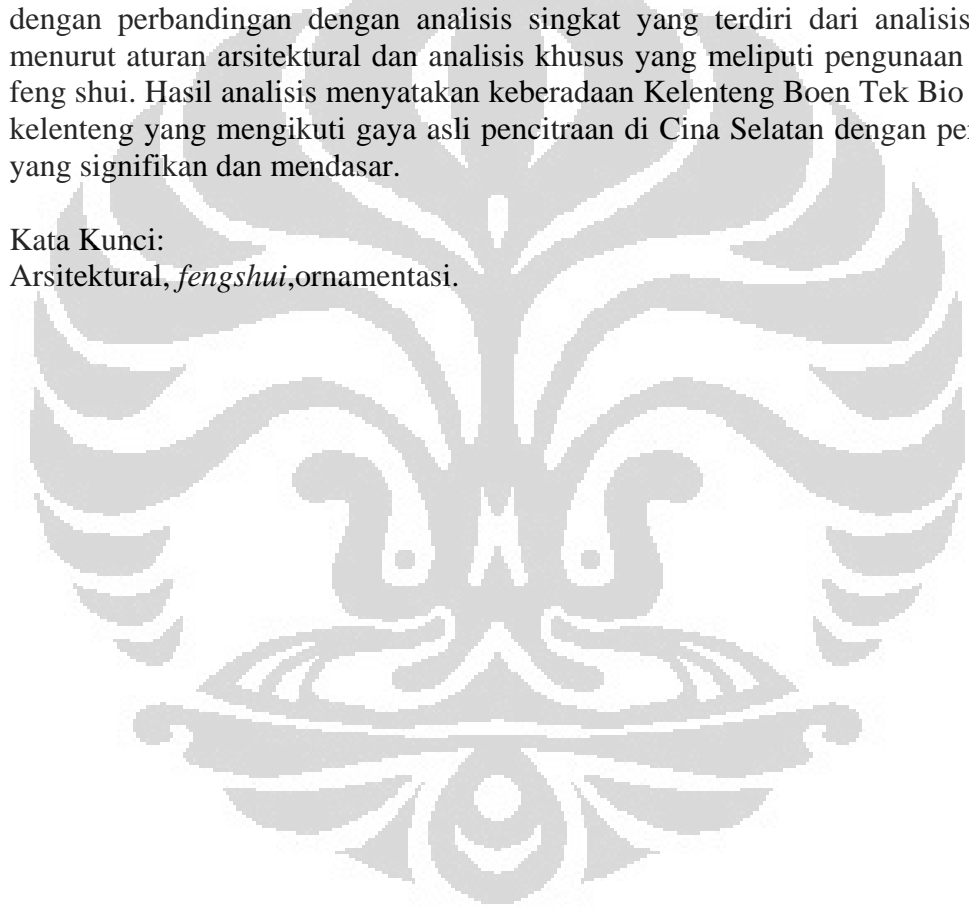 dengan perbandingan dengan analisis singkat yang terdiri dari analisis
menurut aturan arsitektural dan analisis khusus yang meliputi pengunaan
feng shui. Hasil analisis menyatakan keberadaan Kelenteng Boen Tek Bio
kelenteng yang mengikuti gaya asli pencitraan di Cina Selatan dengan
yang signifikan dan mendasar.
Kata Kunci:
Arsitektural, fengshui,ornamentasi.